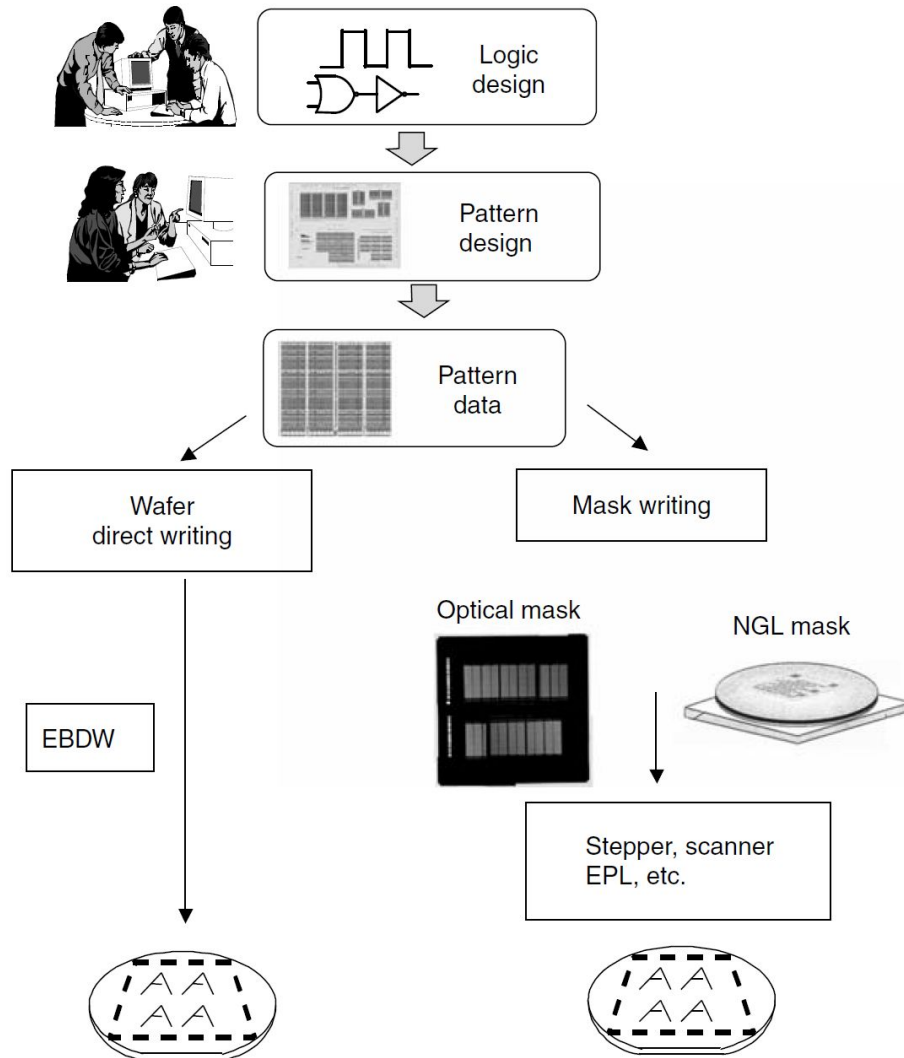 Logic
design
Pattern
design
Pattern
data
Wafer
direct writing
Mask writing
Optical mask
NGL mask
EBDW
Stepper, scanner
EPL, etc.
A A
A A
A A
A A